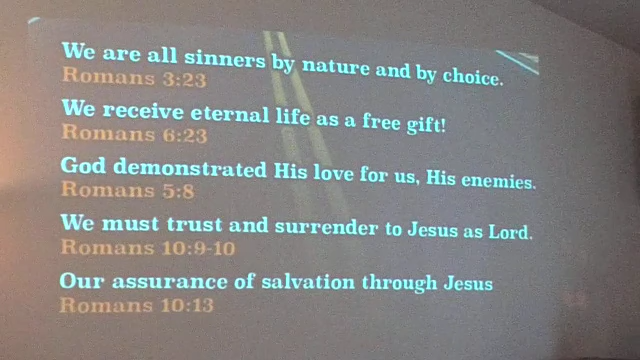 We are all sinners by nature and by choice.
Romans 3:23
We receive eternal life as a free gift!
Romans 6:23
God demonstrated His love for us, His enemies.
Romans 5:8
We must trust and surrender to Jesus as Lord.
Romans 10:9-10
Our assurance of salvation through Jesus
Romans 10:13